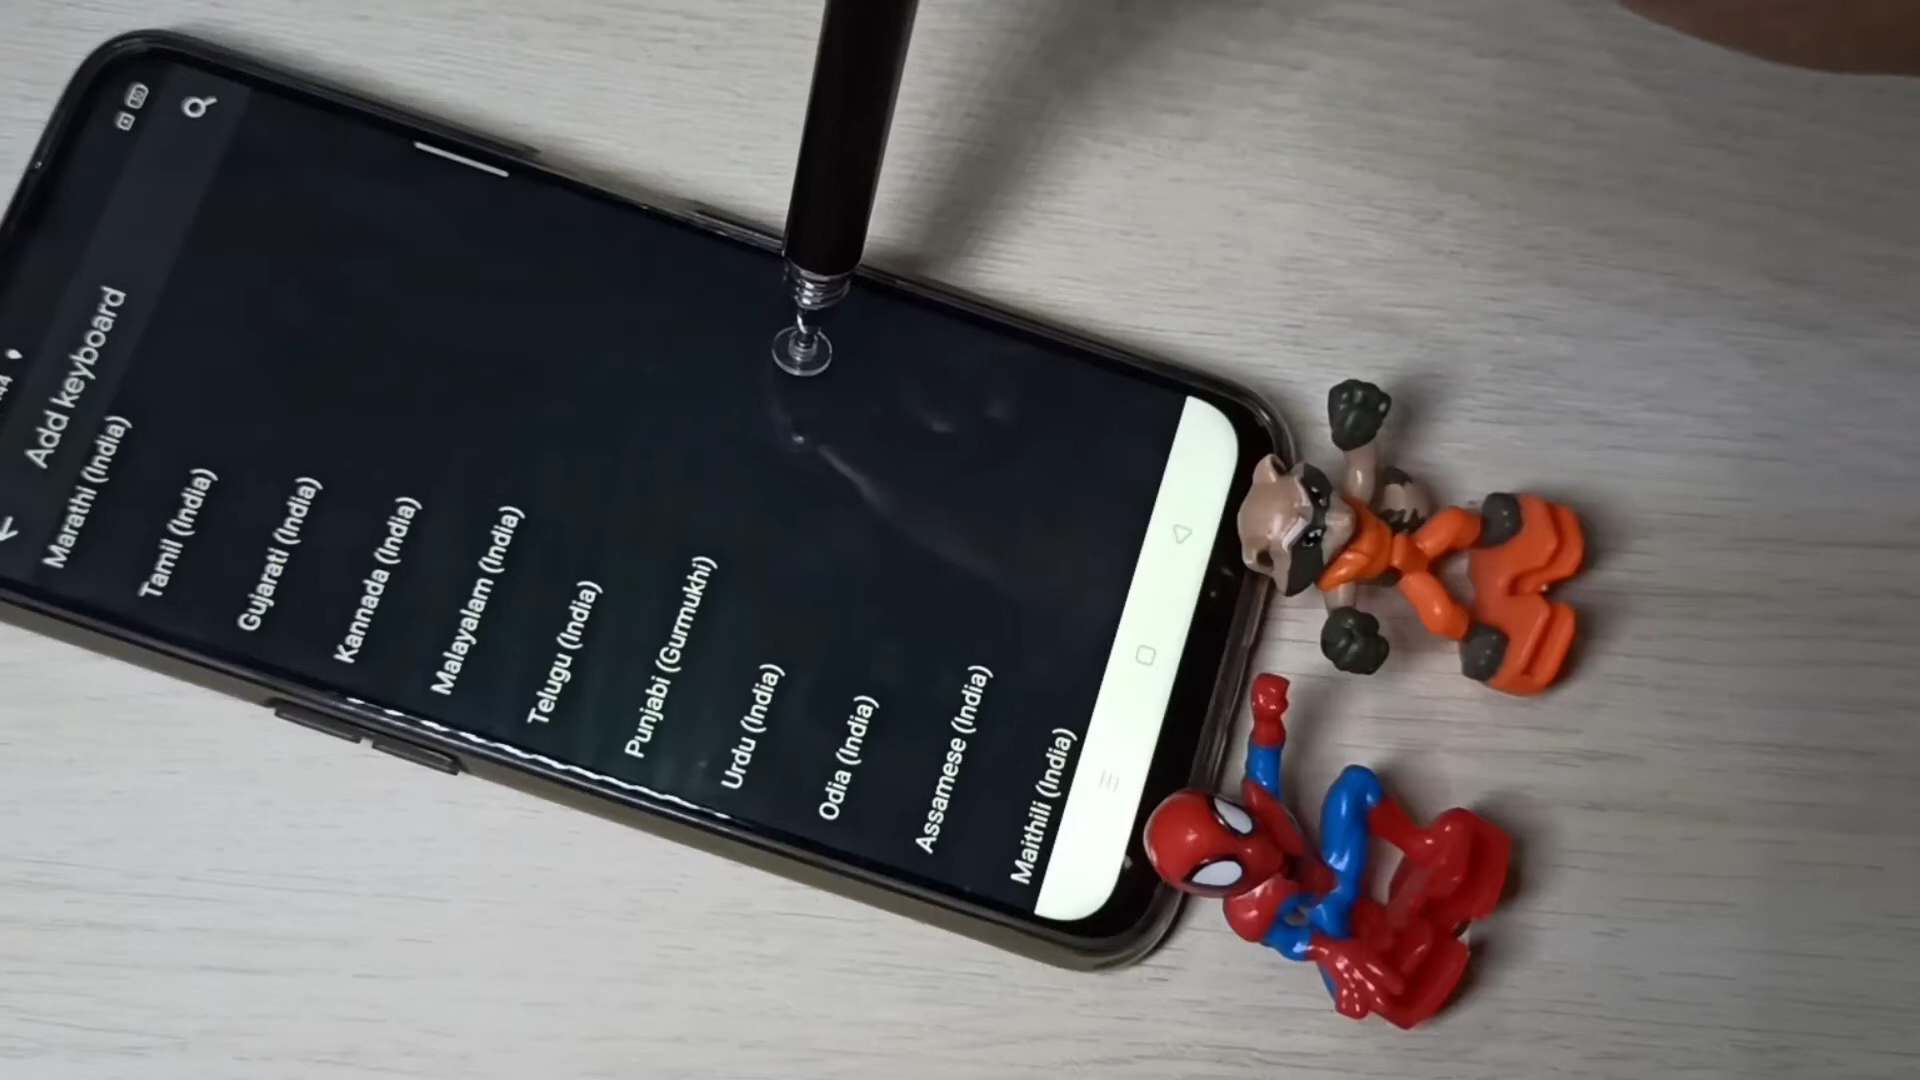 Add keyboard
Marathi (India)
Tamil (India)
Gujarati (India)
Kannada (India)
Malayalam (India)
Telugu (India)
Punjabi (Gurmukhi)
Urdu (India)
Odia (India)
Assamese (India)
Maithili (India)